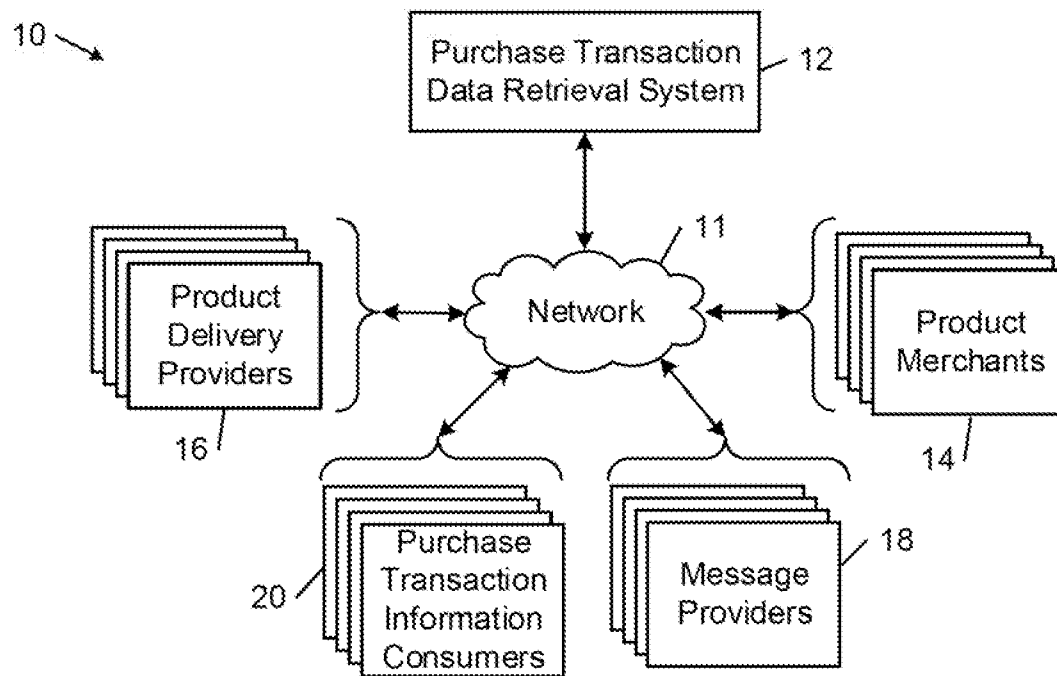 10
Purchase Transaction
Data Retrieval System
12
11
Network
Product
Delivery
Providers
16
Product
Merchants
14
Purchase
Transaction
Information
Consumers
20
Message
Providers
18